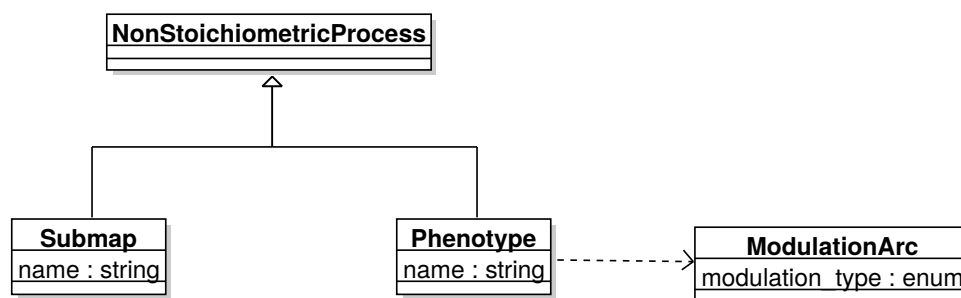 NonStoichiometricProcess
Submap
name : string
Phenotype
name : string
ModulationArc
modulation_type : enum